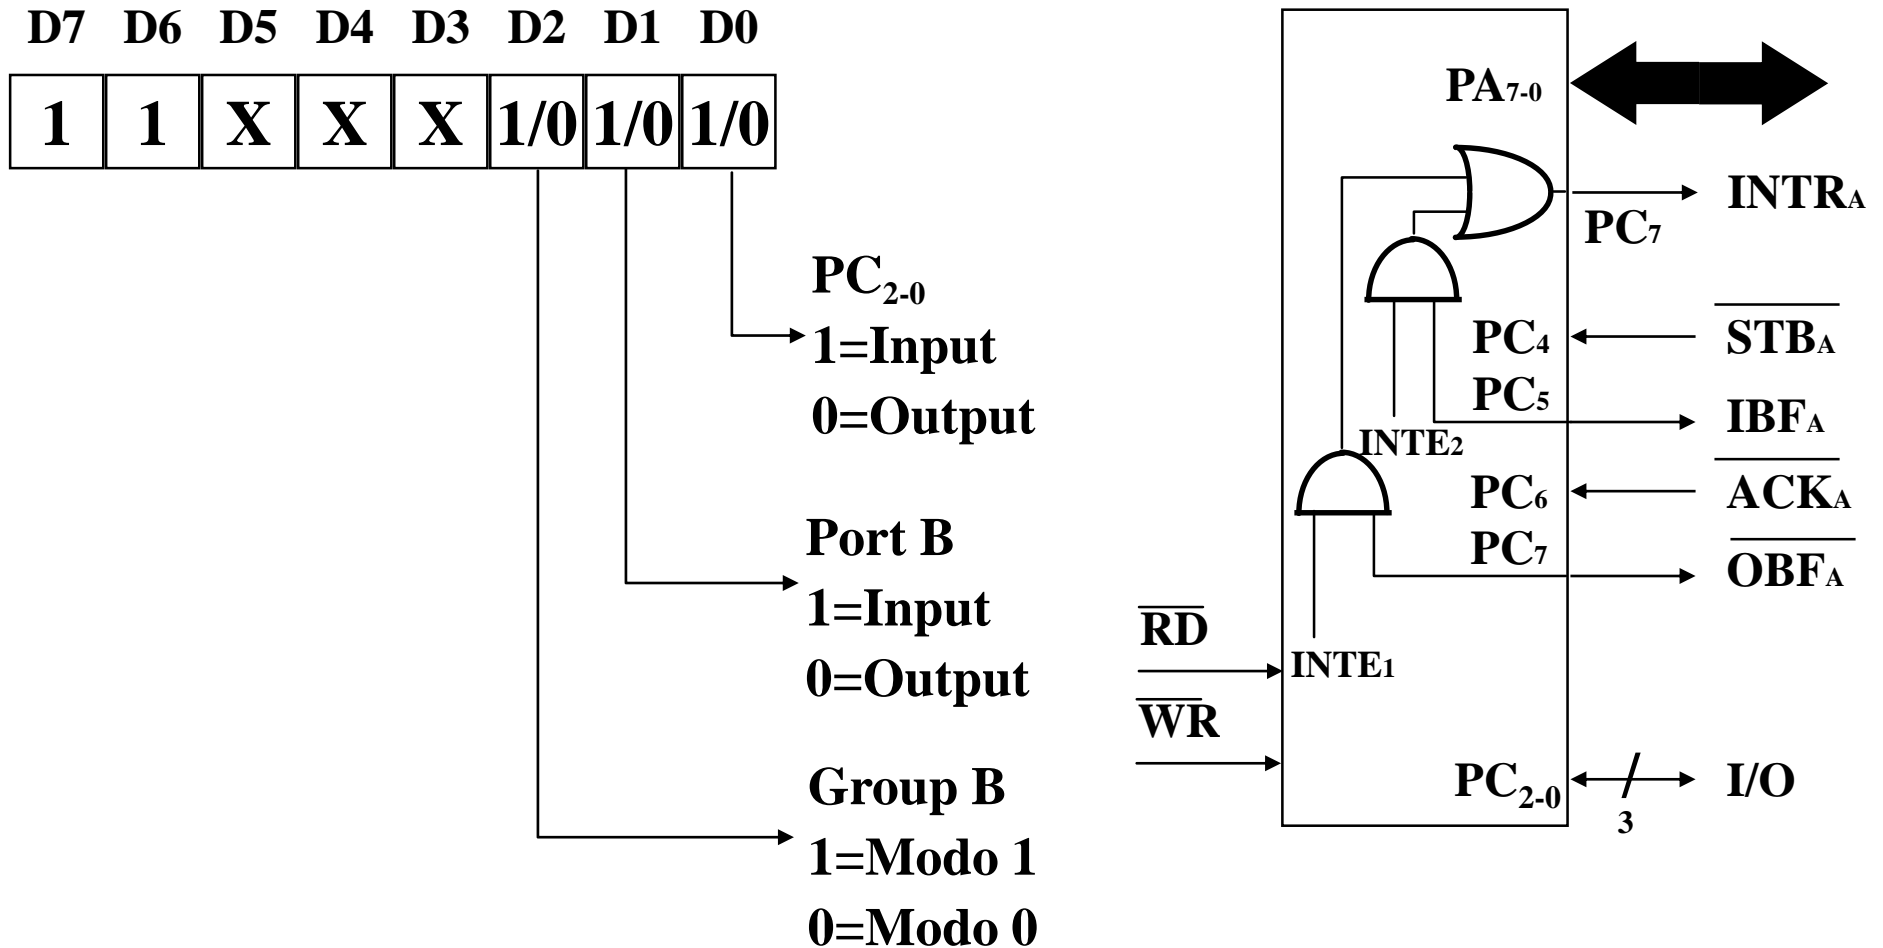 D7 D6 D5 D4 D3 D2 D1 D0
1 1 X X X 1/0 1/0 1/0
PC2-0
1=Input
0=Output
Port B
1=Input
0=Output
Group B
1=Modo 1
0=Modo 0
PA7-0
INTRA
PC7
PC4
STBA
PC5
IBFA
INTE2
PC6
ACKA
PC7
OBFA
RD
INTE1
WR
PC2-0
I/O
3